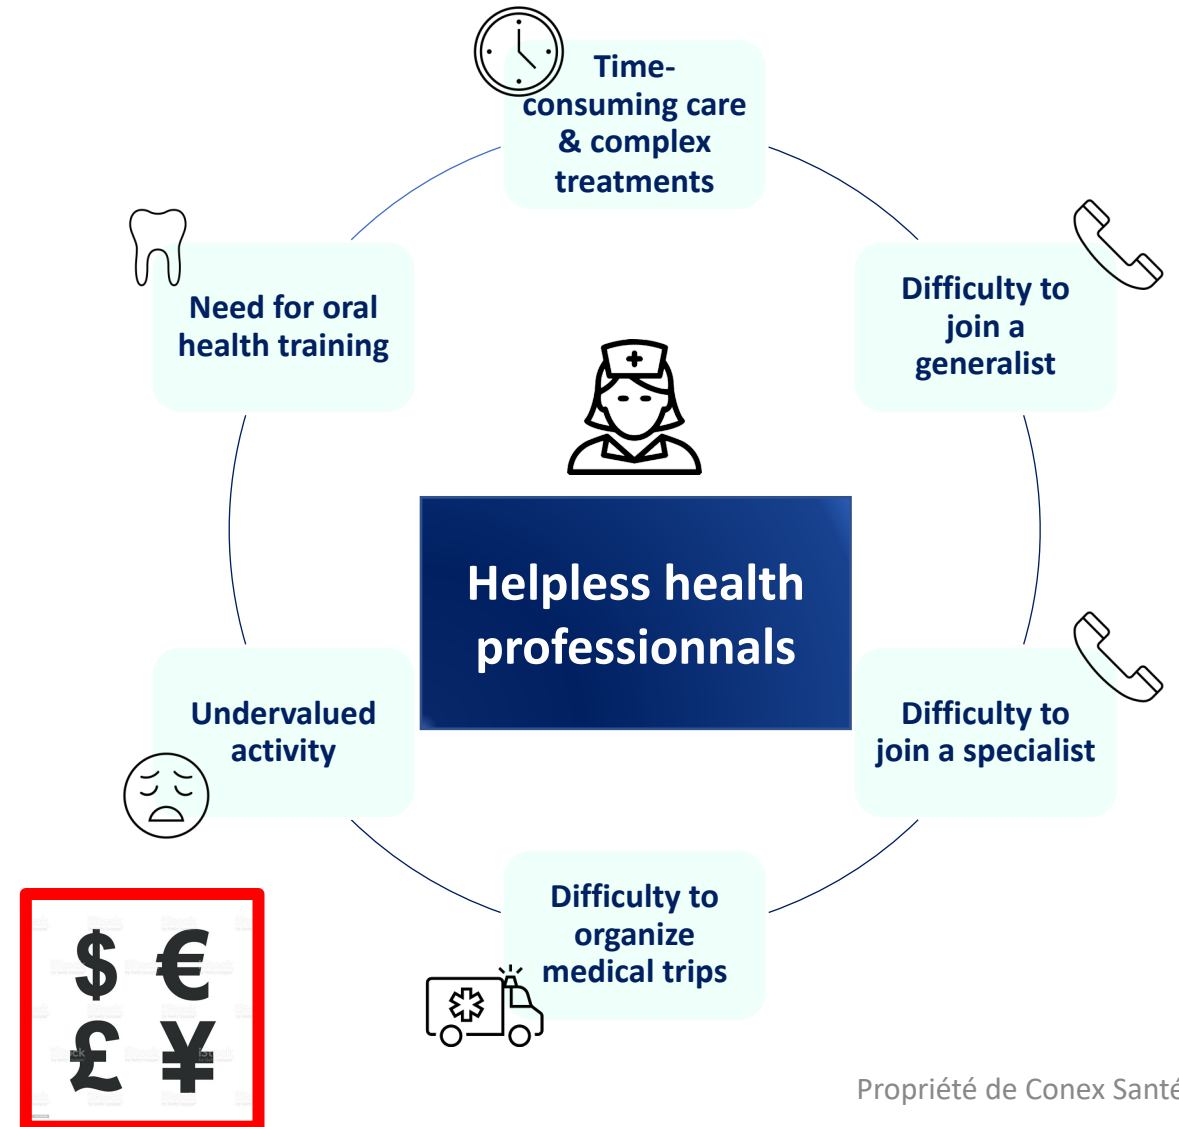 Time-
consuming care
& complex
treatments
Difficulty to
join a
generalist
Need for oral
health training
Helpless health
professionnals
Undervalued
activity
Difficulty to
join a specialist
Difficulty to
organize
medical trips
$ €
£ ¥
Propriété de Conex Santé